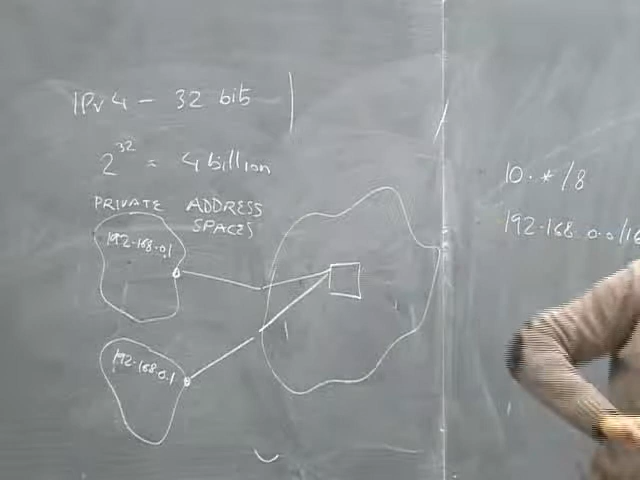 IPv4 - 32 bit
2^32 = 4 billion
PRIVATE ADDRESS
SPACES
192.168.0.1
192.168.0.1
10.*/8
192.168.0.0/16